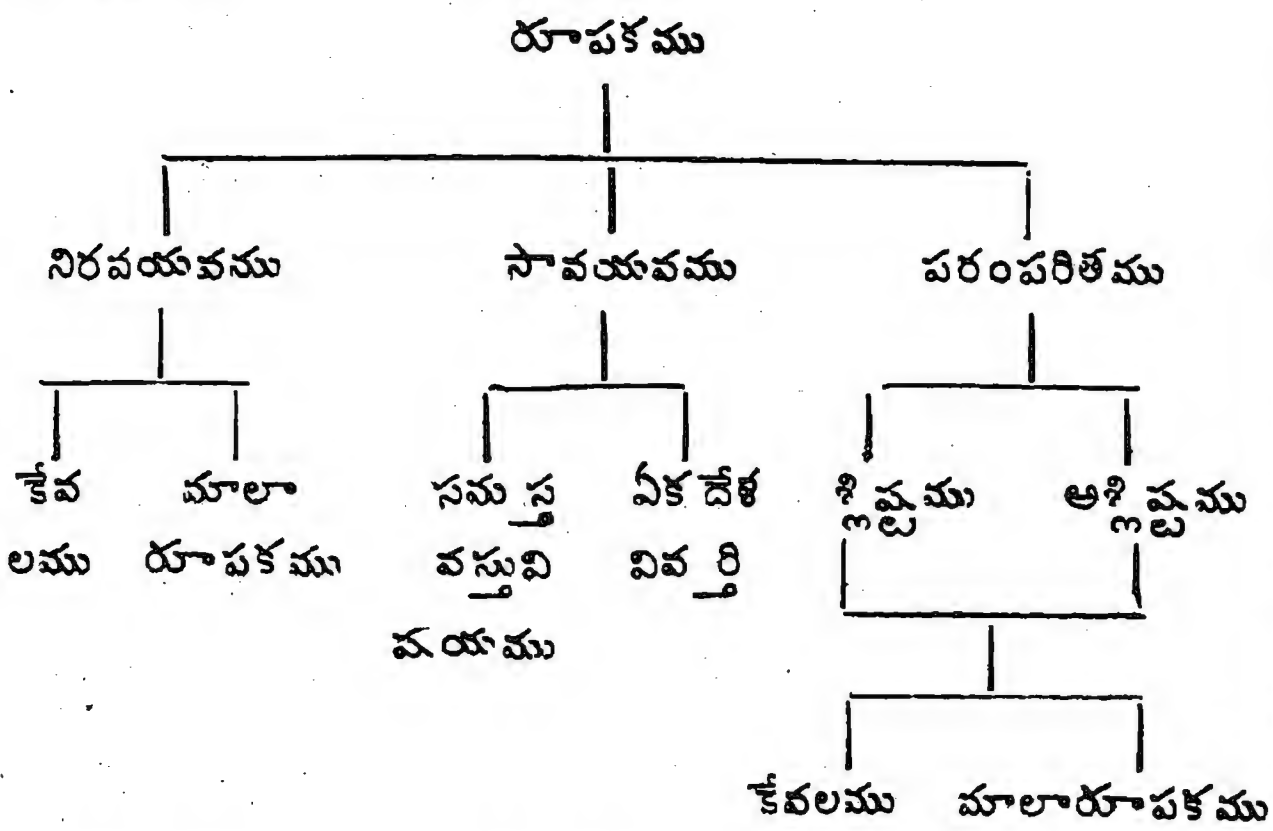 రూపకము
నిరవయవము సావయవము పరంపరితము
కేవ మాలా సమస్త ఏకదేశ శ్లిష్టము అశ్లిష్టము
లము రూపకము వస్తువి వివర్తి
షయము
కేవలము మాలారూపకము